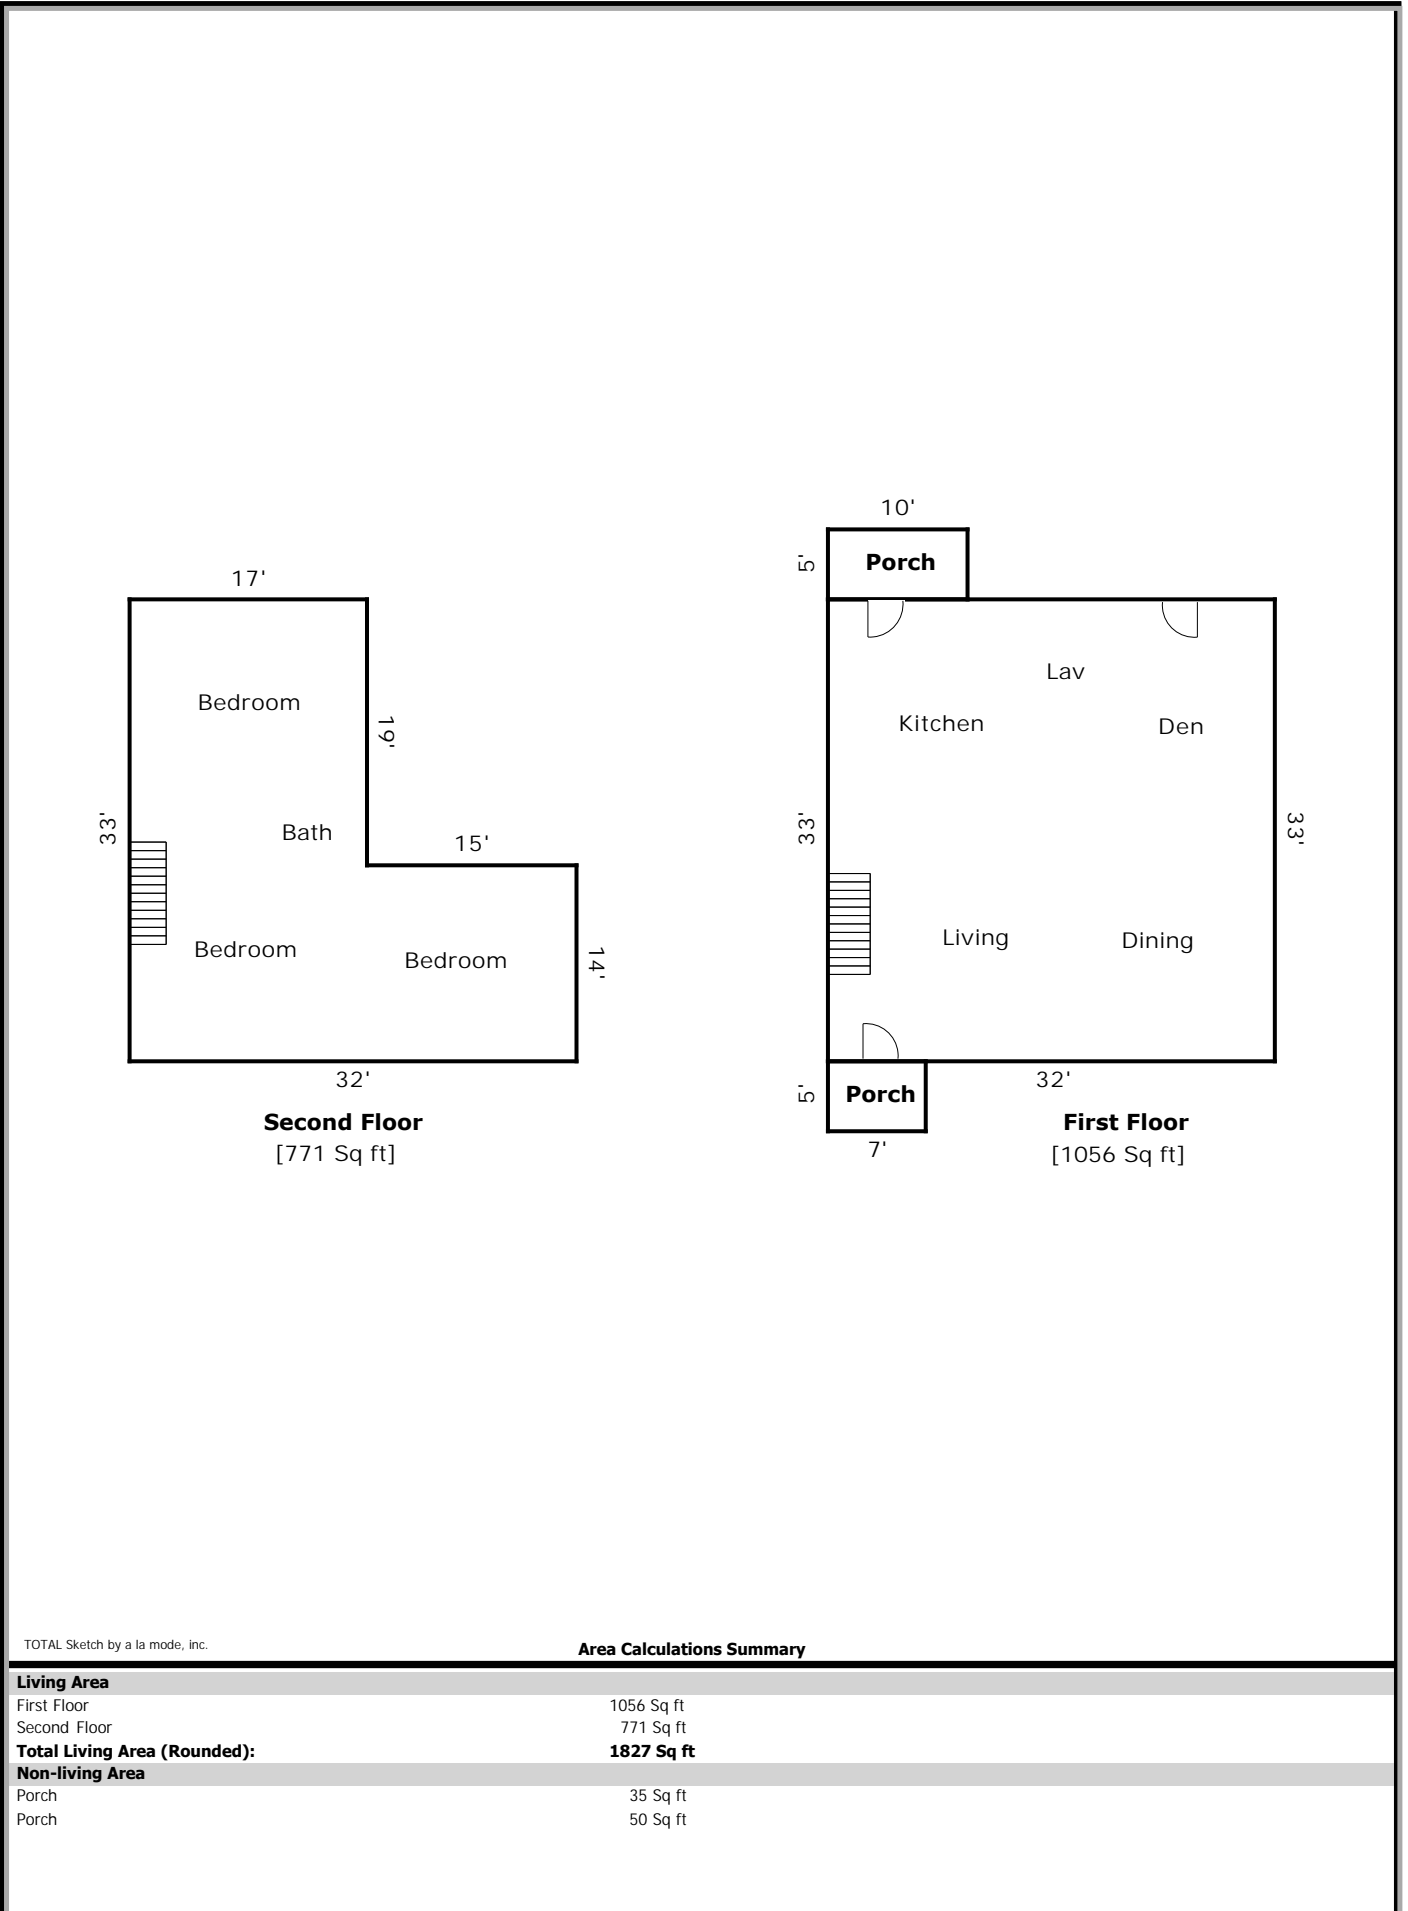 10'
5'
Porch
17'
Lav
Bedroom
Kitchen
Den
19'
33'
Bath
15'
33'
33'
Living
Dining
Bedroom
Bedroom
14'
32'
32'
5'
Porch
Second Floor
First Floor
[771 Sq ft]
7'
[1056 Sq ft]
TOTAL Sketch by a la mode, inc.
Area Calculations Summary
Living Area
First Floor 1056 Sq ft
Second Floor 771 Sq ft
Total Living Area (Rounded): 1827 Sq ft
Non-living Area
Porch 35 Sq ft
Porch 50 Sq ft